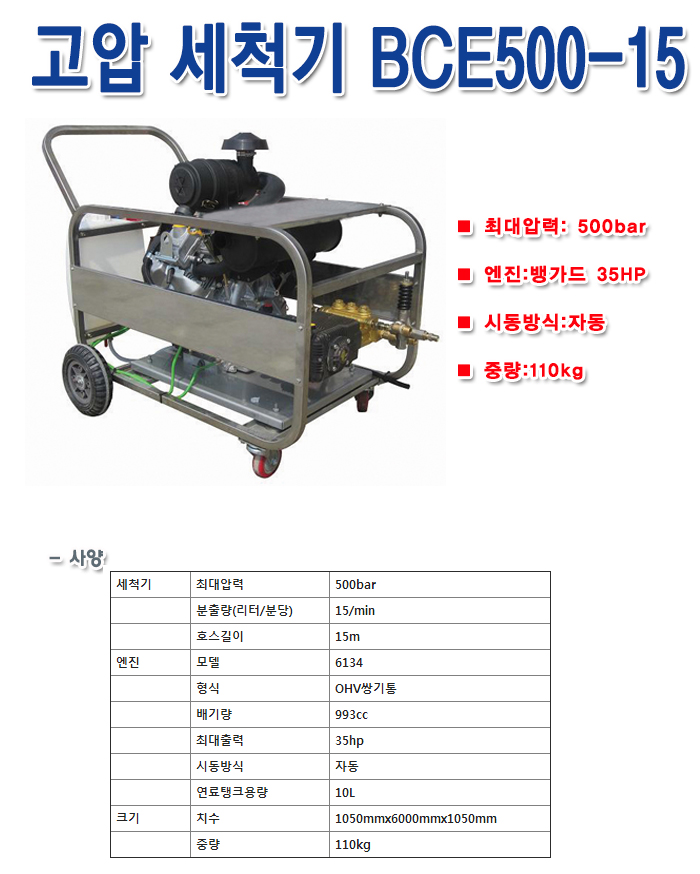 고압 세척기 BCE500-15
■ 최대압력: 500bar
■ 엔진:뱅가드 35HP
■ 시동방식:자동
■ 중량:110kg
- 사양
세척기 최대압력 500bar
분출량(리터/분당) 15/min
호스길이 15m
엔진 모델 6134
형식 OHV쌍기통
배기량 993cc
최대출력 35hp
시동방식 자동
연료탱크용량 10L
크기 치수 1050mmx6000mmx1050mm
중량 110kg